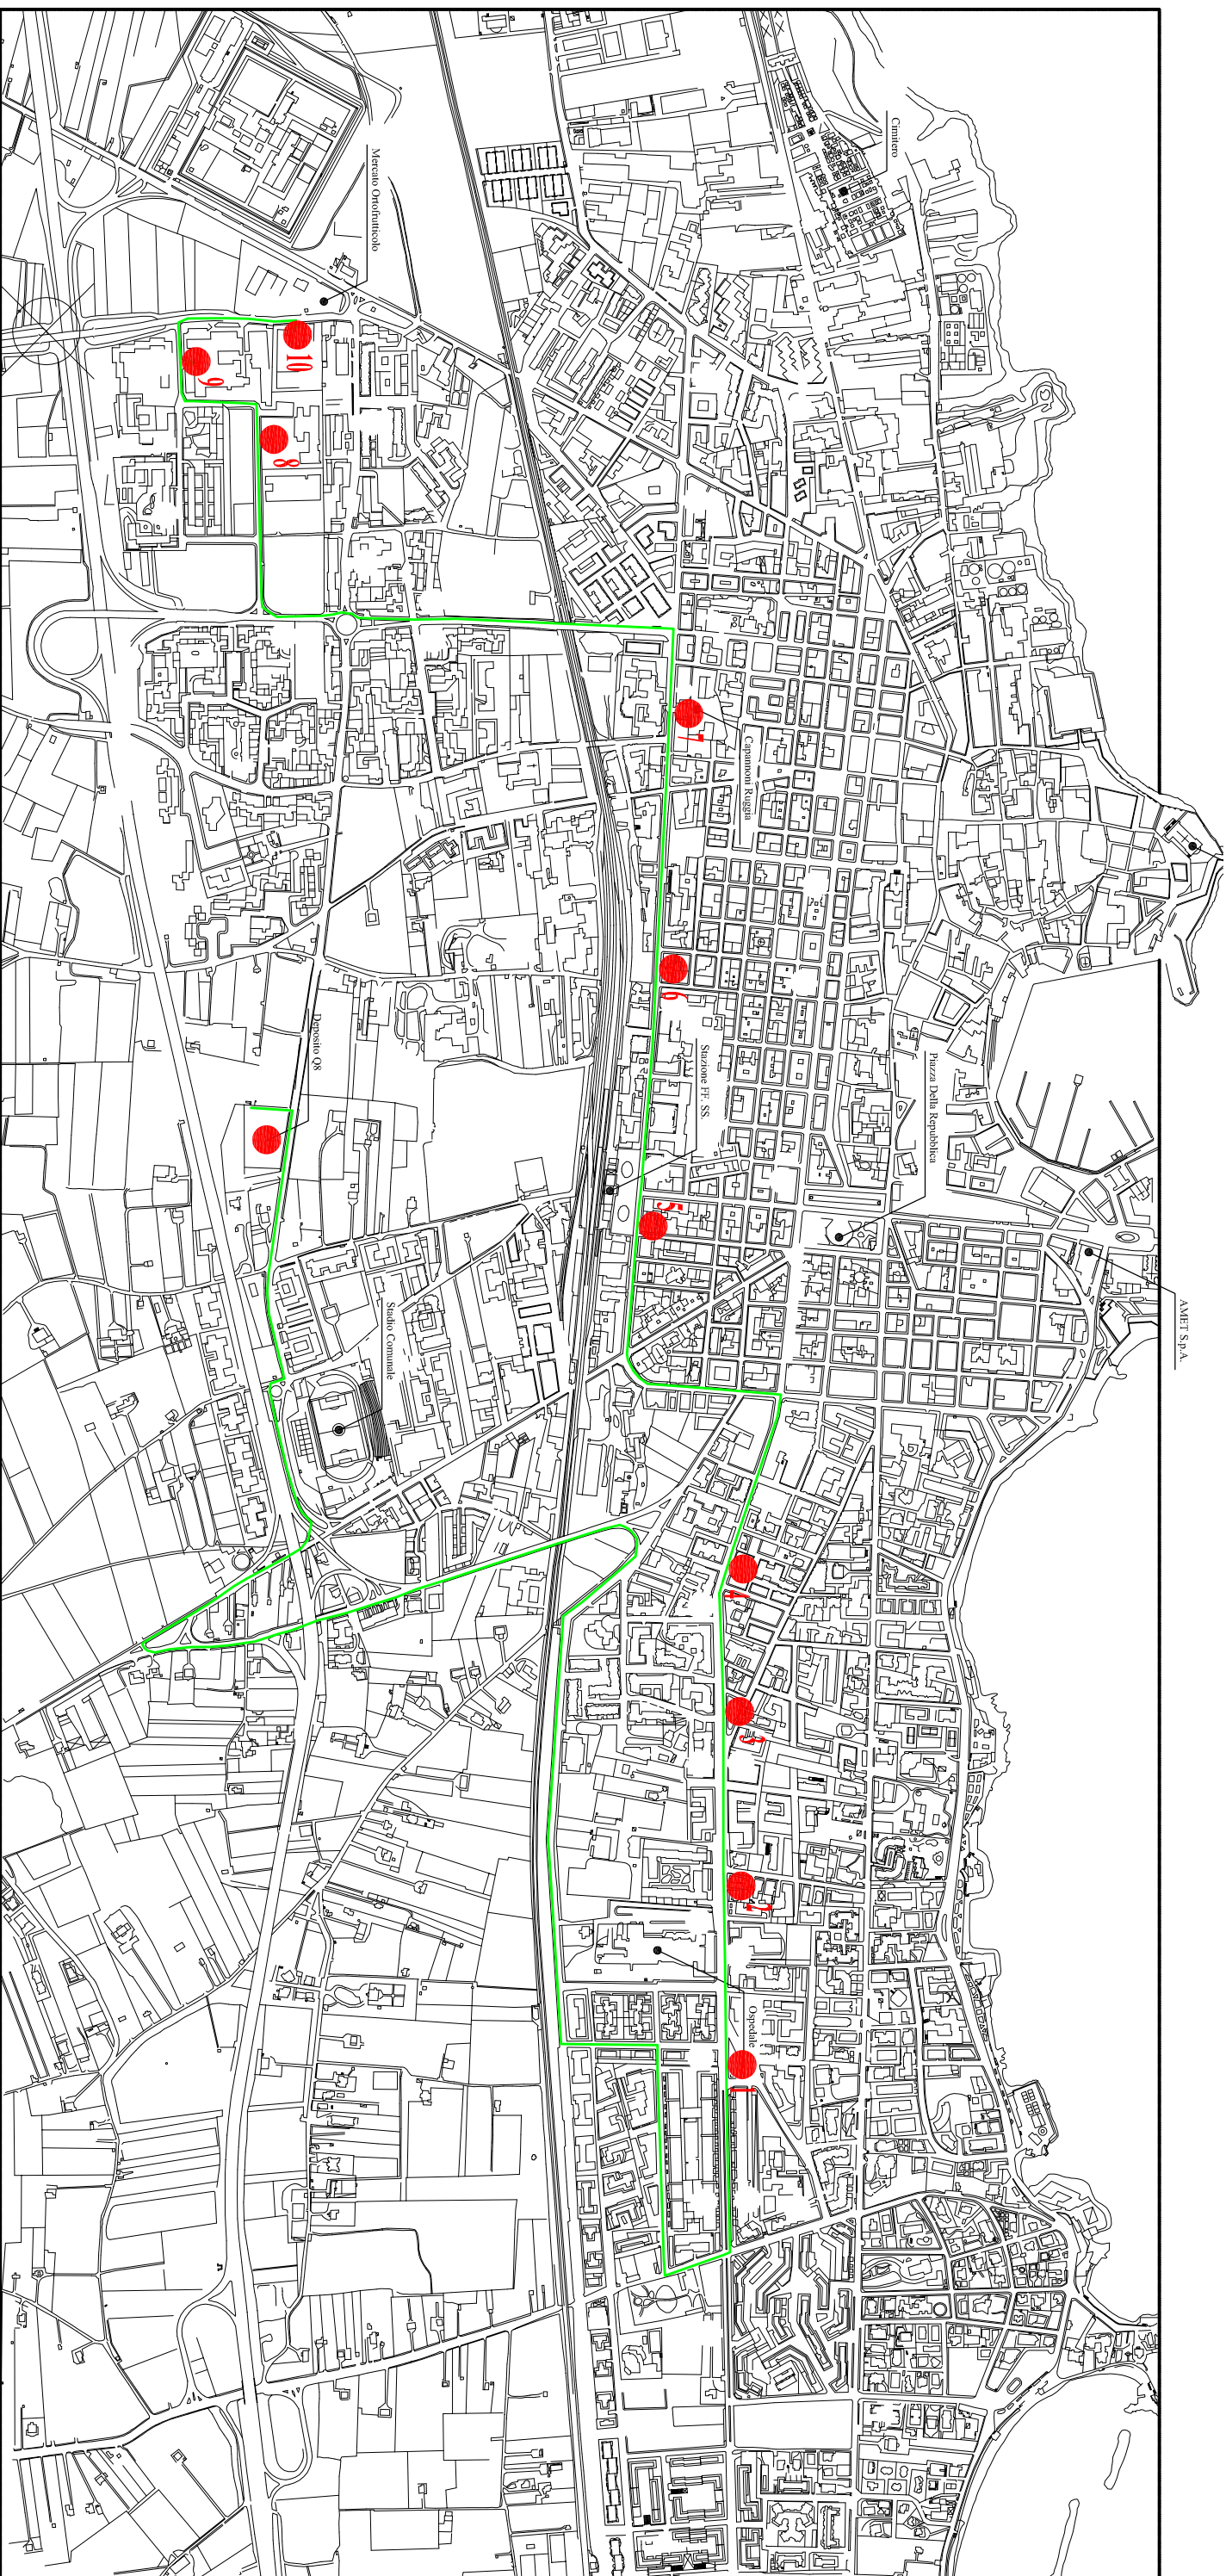 Cimitero
Mercato Ortofrutticolo
10
9
8
7
Capannoni Ruggia
6
Stazione FF. SS.
Piazza Della Repubblica
Deposito Q8
5
AMET S.p.A.
Stadio Comunale
4
3
2
Ospedale
1